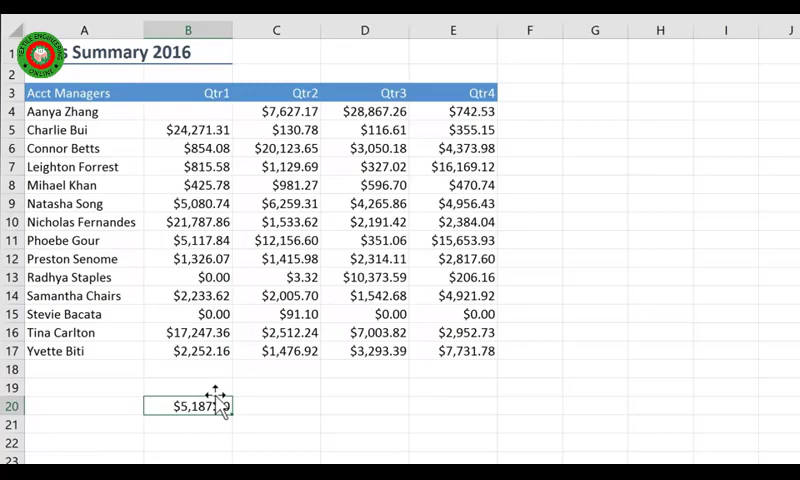 A B C D E F G H I J
1 Summary 2016
2
3 Acct Managers Qtr1 Qtr2 Qtr3 Qtr4
4 Aanya Zhang $7,627.17 $28,867.26 $742.53
5 Charlie Bui $24,271.31 $130.78 $116.61 $355.15
6 Connor Betts $854.08 $20,123.65 $3,050.18 $4,373.98
7 Leighton Forrest $815.58 $1,129.69 $327.02 $16,169.12
8 Mihael Khan $425.78 $981.27 $596.70 $470.74
9 Natasha Song $5,080.74 $6,259.31 $4,265.86 $4,956.43
10 Nicholas Fernandes $21,787.86 $1,533.62 $2,191.42 $2,384.04
11 Phoebe Gour $5,117.84 $12,156.60 $351.06 $15,653.93
12 Preston Senome $1,326.07 $1,415.98 $2,314.11 $2,817.60
13 Radhya Staples $0.00 $3.32 $10,373.59 $206.16
14 Samantha Chairs $2,233.62 $2,005.70 $1,542.68 $4,921.92
15 Stevie Bacata $0.00 $91.10 $0.00 $0.00
16 Tina Carlton $17,247.36 $2,512.24 $7,003.82 $2,952.73
17 Yvette Biti $2,252.16 $1,476.92 $3,293.39 $7,731.78
18
19
20
21
22
23
TEXTILE ENGINEERING
ONLINE